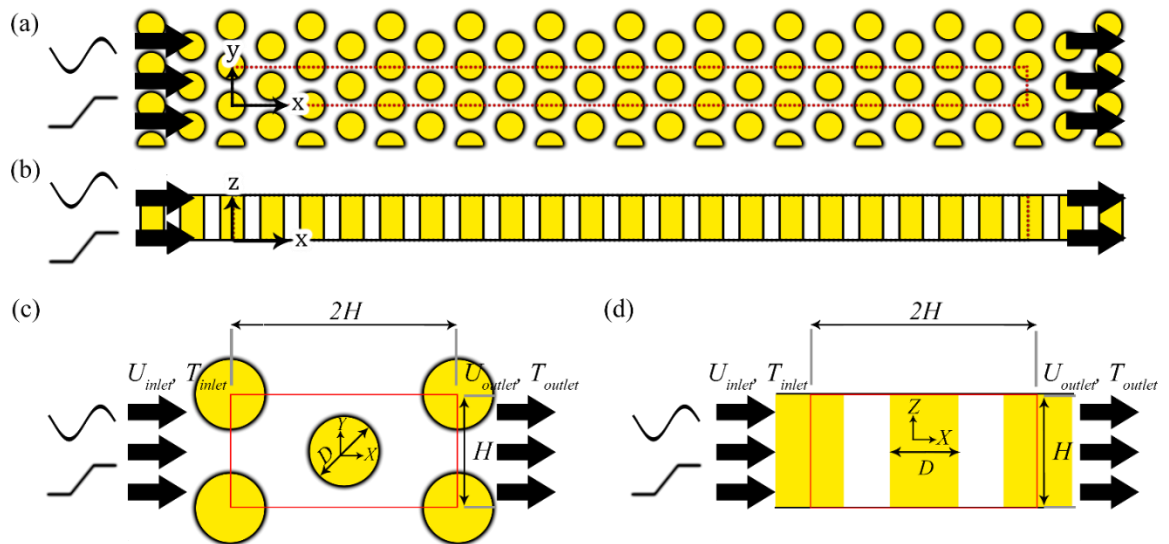 (a)
y
x
(b)
z
x
(c)
2H
U_inlet, T_inlet
U_outlet, T_outlet
Y
X
D
H
(d)
2H
U_inlet, T_inlet
U_outlet, T_outlet
Z
X
D
H